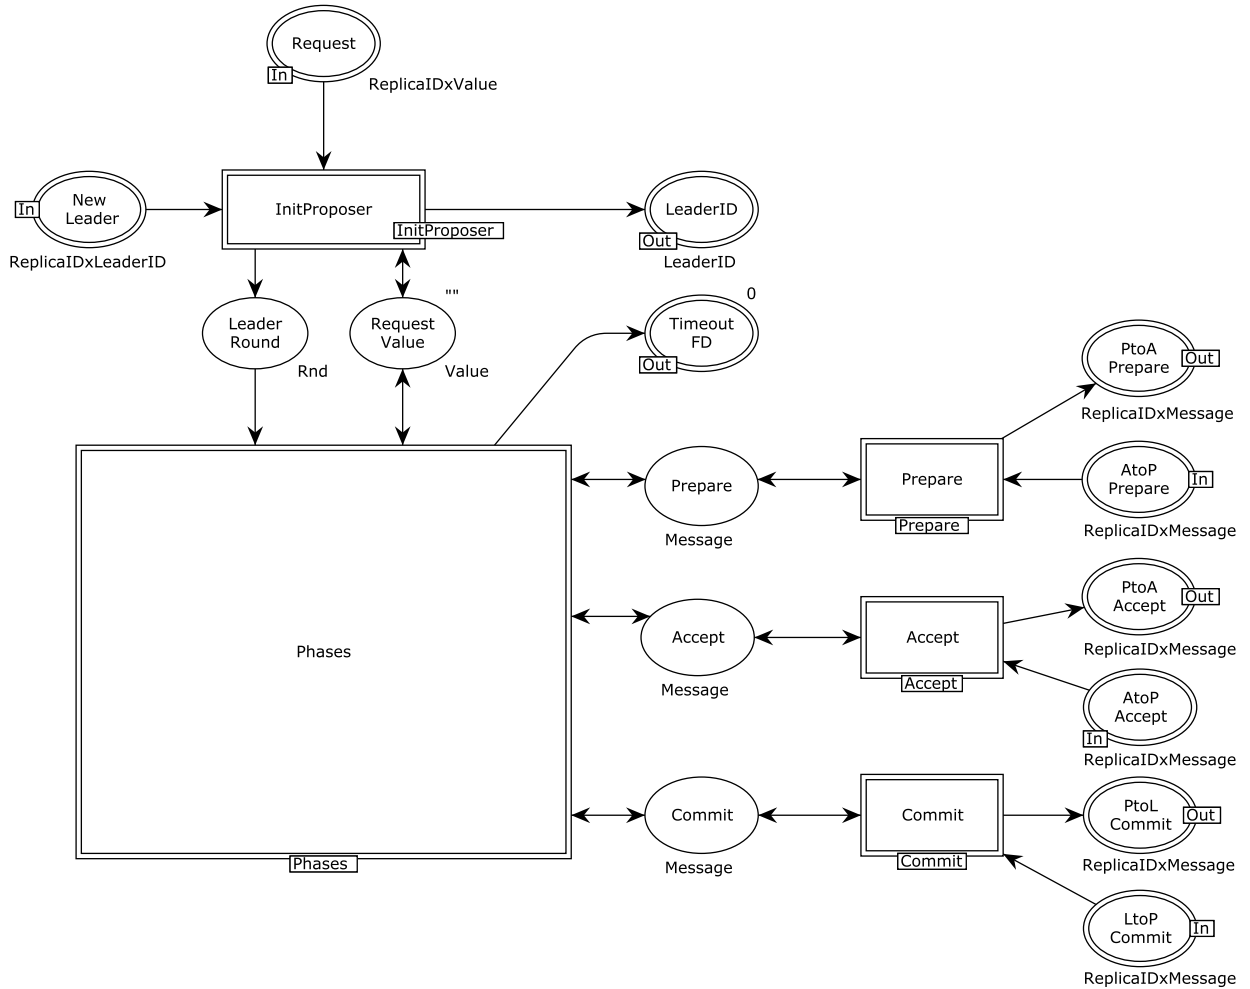 Request
In
ReplicaIDxValue
New
Leader
In
ReplicaIDxLeaderID
InitProposer
InitProposer
LeaderID
Out
LeaderID
Leader
Round
Rnd
""
Request
Value
Value
0
Timeout
FD
Out
PtoA
Prepare
Out
ReplicaIDxMessage
Prepare
Message
Prepare
Prepare
AtoP
Prepare
In
ReplicaIDxMessage
PtoA
Accept
Out
ReplicaIDxMessage
Phases
Phases
Accept
Message
Accept
Accept
AtoP
Accept
In
ReplicaIDxMessage
Commit
Message
Commit
Commit
PtoL
Commit
Out
ReplicaIDxMessage
LtoP
Commit
In
ReplicaIDxMessage